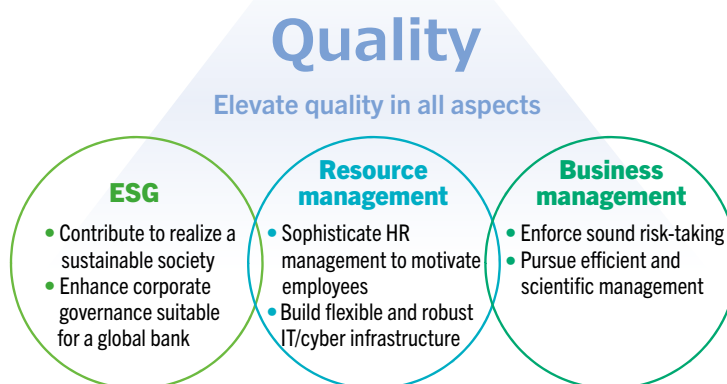 Quality
Elevate quality in all aspects
ESG
• Contribute to realize a
sustainable society
• Enhance corporate
governance suitable
for a global bank
Resource
management
• Sophisticate HR
management to motivate
employees
• Build flexible and robust
IT/cyber infrastructure
Business
management
• Enforce sound risk-taking
• Pursue efficient and
scientific management